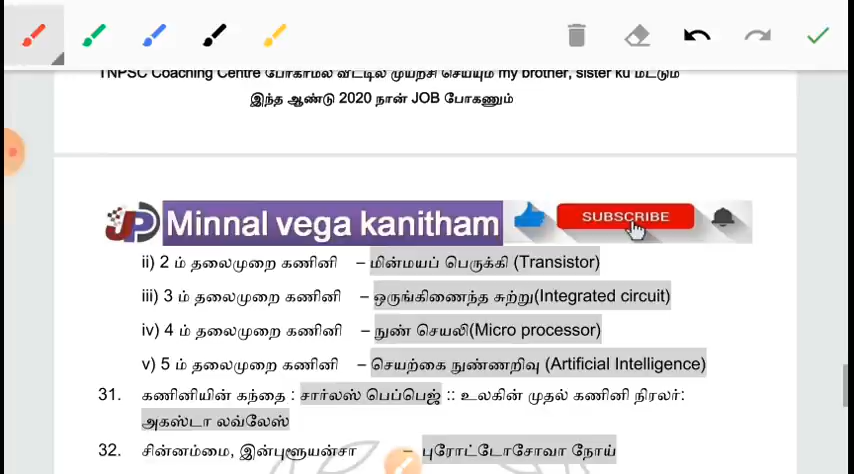 TNPSC Coaching Centre போகாமல் வீட்டில் முயற்சி செய்யும் my brother, sister ku மட்டும்
இந்த ஆண்டு 2020 நான் JOB போகணும்
JP Minnal vega kanitham SUBSCRIBE
ii) 2 ம் தலைமுறை கணினி – மின்மயப் பெருக்கி (Transistor)
iii) 3 ம் தலைமுறை கணினி – ஒருங்கிணைந்த சுற்று(Integrated circuit)
iv) 4 ம் தலைமுறை கணினி – நுண் செயலி(Micro processor)
v) 5 ம் தலைமுறை கணினி – செயற்கை நுண்ணறிவு (Artificial Intelligence)
31. கணினியின் தந்தை : சார்லஸ் பெப்பெஜ் :: உலகின் முதல் கணினி நிரலர்:
அகஸ்டா லவ்லேஸ்
32. சின்னம்மை, இன்புளூயன்சா – புரோட்டோசோவா நோய்